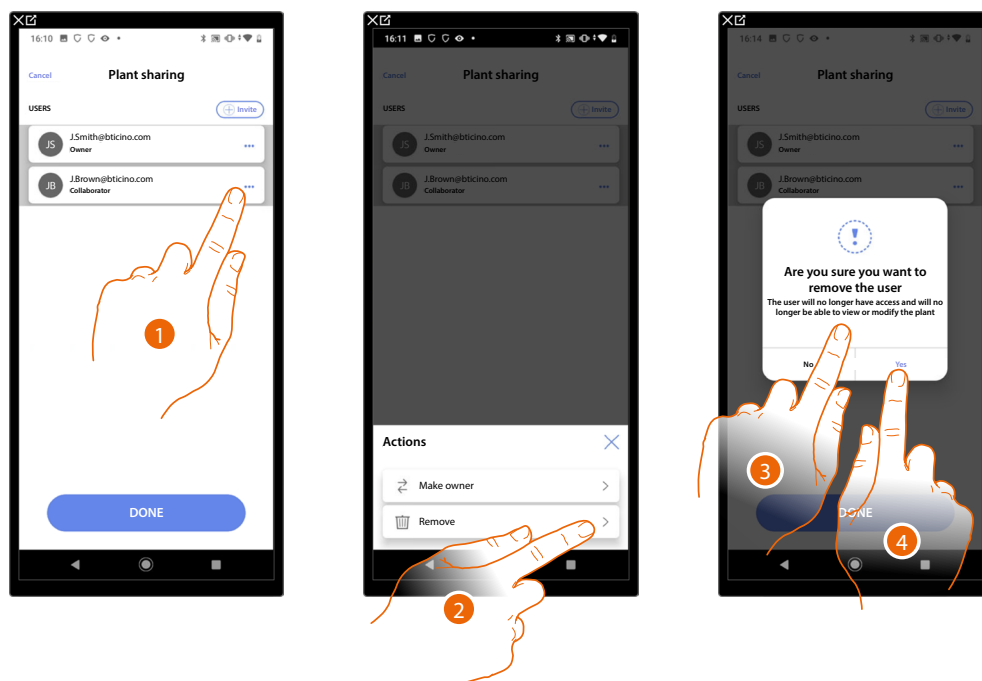 16:10
Cancel
Plant sharing
USERS
Invite
JS
J.Smith@bticino.com
Owner
JB
J.Brown@bticino.com
Collaborator
1
DONE
16:11
Cancel
Plant sharing
USERS
Invite
JS
J.Smith@bticino.com
Owner
JB
J.Brown@bticino.com
Collaborator
Actions
Make owner
Remove
2
16:14
Cancel
Plant sharing
USERS
Invite
JS
J.Smith@bticino.com
Owner
JB
J.Brown@bticino.com
Collaborator
Are you sure you want to
remove the user
The user will no longer have access and will no
longer be able to view or modify the plant
No
Yes
3
DONE
4